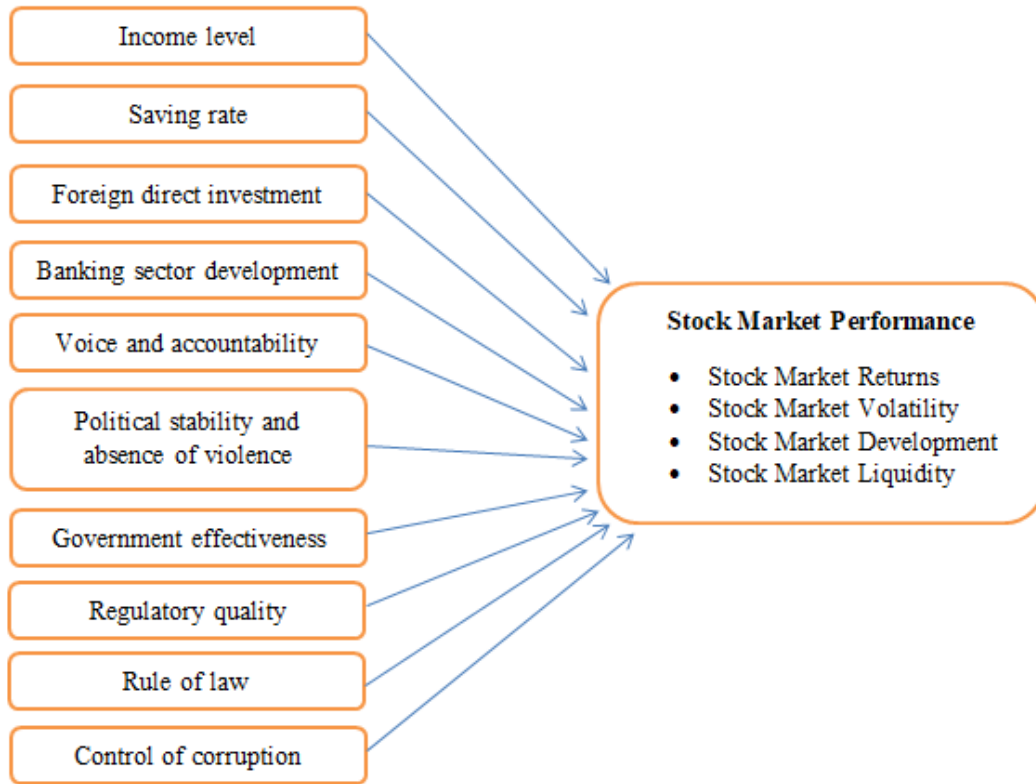 Income level
Saving rate
Foreign direct investment
Banking sector development
Voice and accountability
Political stability and
absence of violence
Government effectiveness
Regulatory quality
Rule of law
Control of corruption
Stock Market Performance
• Stock Market Returns
• Stock Market Volatility
• Stock Market Development
• Stock Market Liquidity